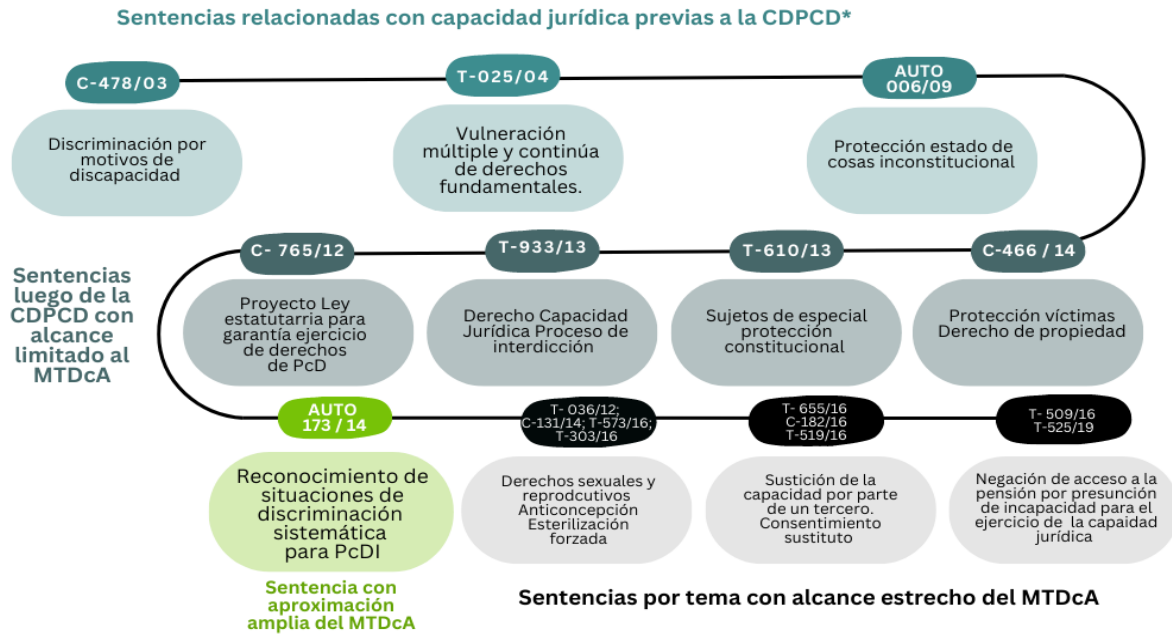 Sentencias relacionadas con capacidad jurídica previas a la CDPCD*
C-478/03
T-025/04
AUTO
006/09
Discriminación por
motivos de
discapacidad
Vulneración
múltiple y continúa
de derechos
fundamentales.
Protección estado de
cosas inconstitucional
Sentencias
luego de la
CDPCD con
alcance
limitado al
MTDcA
C- 765/12
T-933/13
T-610/13
C-466 / 14
Proyecto Ley
estatutarria para
garantía ejercicio
de derechos
de PcD
Derecho Capacidad
Jurídica Proceso de
interdicción
Sujetos de especial
protección
constitucional
Protección víctimas
Derecho de propiedad
AUTO
173 / 14
T- 036/12;
C-131/14; T-573/16;
T-303/16
T- 655/16
C-182/16
T-519/16
T- 509/16
T-525/19
Reconocimiento de
situaciones de
discriminación
sistemática
para PcDI
Derechos sexuales y
reprodcutivos
Anticoncepción
Esterilización
forzada
Sustición de la
capacidad por parte
de un tercero.
Consentimiento
sustituto
Negación de acceso a la
pensión por presunción
de incapacidad para el
ejercicio de  la capaidad
jurídica
Sentencia con
aproximación
amplia del MTDcA
Sentencias por tema con alcance estrecho del MTDcA